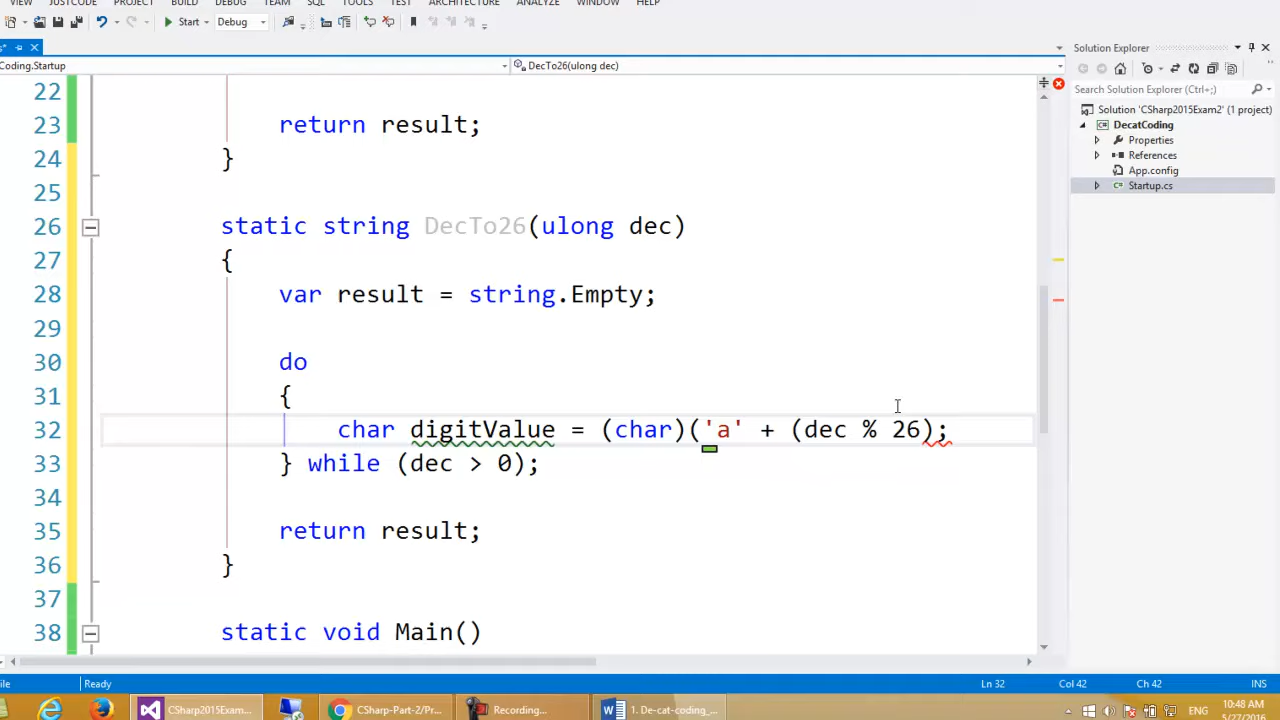 VIEW JUSTCODE PROJECT BUILD DEBUG TEAM SQL TOOLS TEST ARCHITECTURE ANALYZE WINDOW HELP
Start Debug
Coding.Startup DecTo26(ulong dec)
22
23 return result;
24 }
25
26 static string DecTo26(ulong dec)
27 {
28 var result = string.Empty;
29
30 do
31 {
32 char digitValue = (char)('a' + (dec % 26);
33 } while (dec > 0);
34
35 return result;
36 }
37
38 static void Main()
Solution Explorer
Search Solution Explorer (Ctrl+;)
Solution 'CSharp2015Exam2' (1 project)
DecatCoding
Properties
References
App.config
Startup.cs
Ready Ln 32 Col 42 Ch 42 INS
CSharp2015Exam... CSharp-Part-2/Pr... Recording... 1. De-cat-coding_... ENG 10:48 AM
5/27/2016